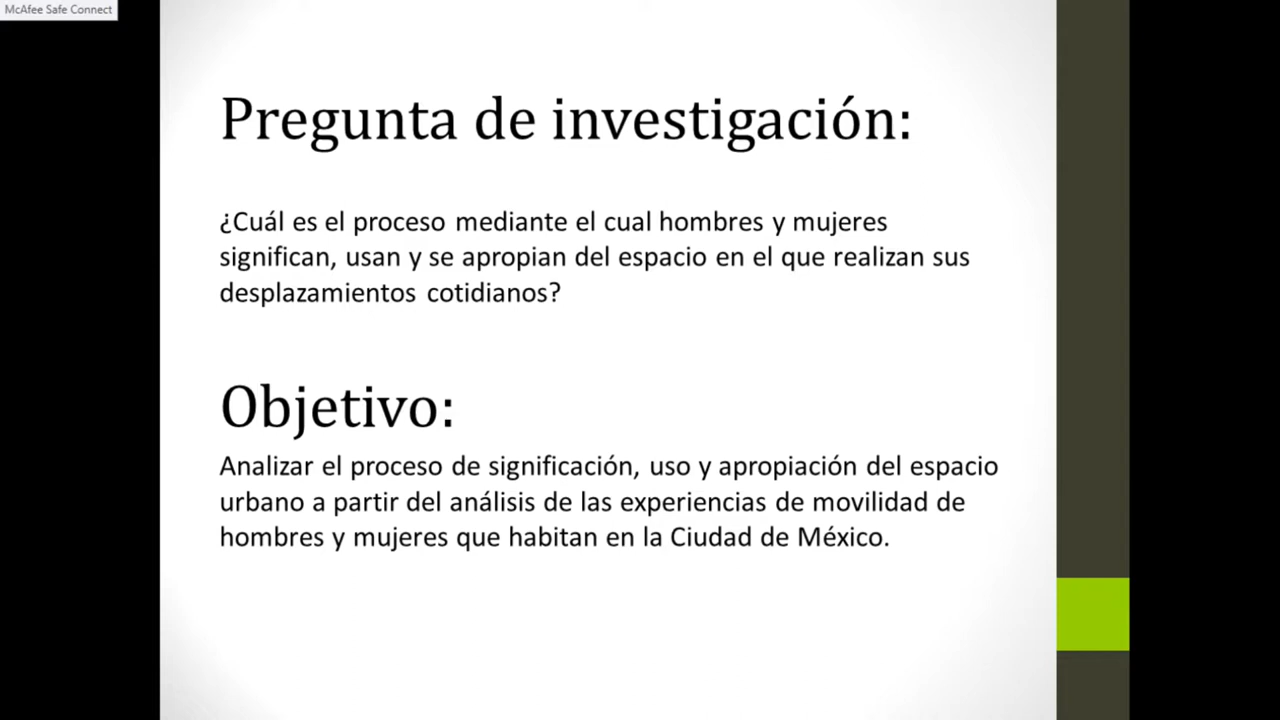 McAfee Safe Connect
Pregunta de investigación:
¿Cuál es el proceso mediante el cual hombres y mujeres
significan, usan y se apropian del espacio en el que realizan sus
desplazamientos cotidianos?
Objetivo:
Analizar el proceso de significación, uso y apropiación del espacio
urbano a partir del análisis de las experiencias de movilidad de
hombres y mujeres que habitan en la Ciudad de México.